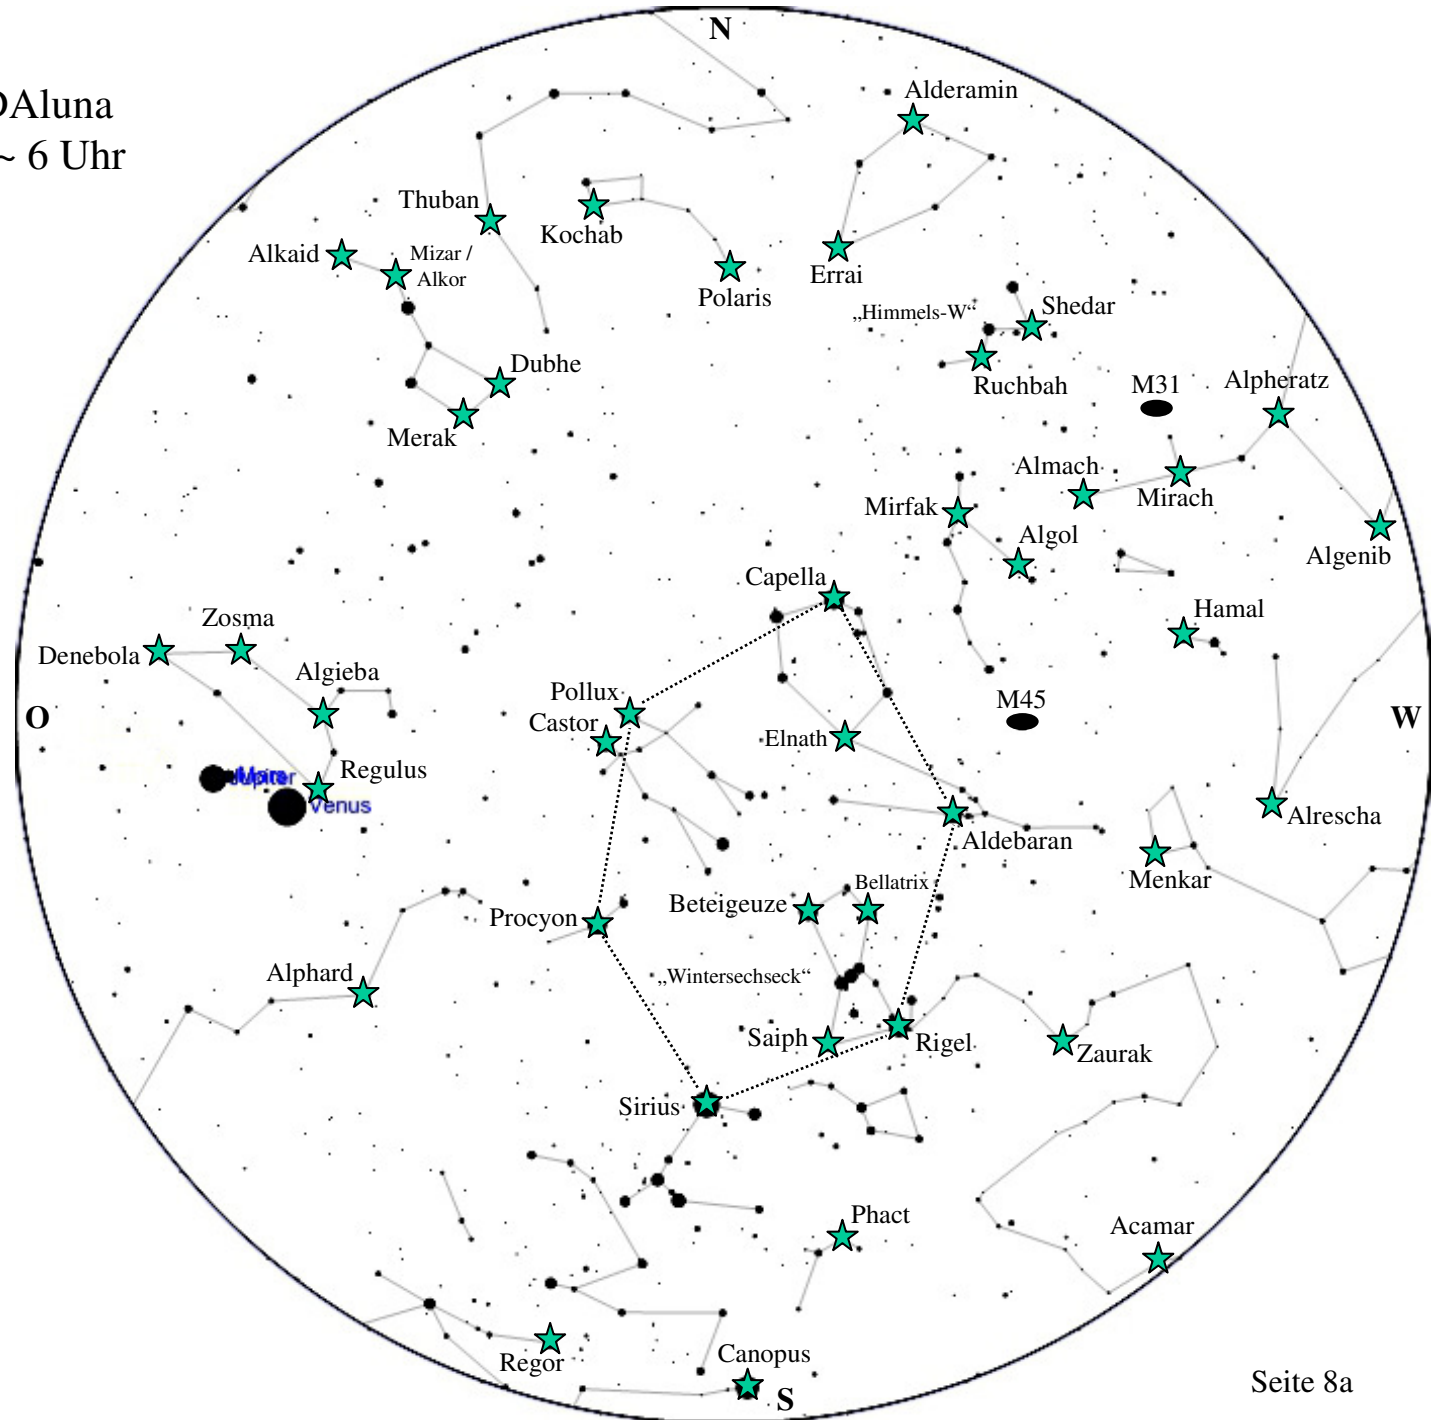 N
Alderamin
~ 6 Uhr
Thuban
Kochab
Alkaid
Mizar /
Alkor
Errai
Polaris
„Himmels-W“
Shedar
Dubhe
Ruchbah
M31
Alpheratz
Merak
Almach
Mirach
Mirfak
Algol
Algenib
Capella
Zosma
Hamal
Denebola
Algieba
Pollux
Castor
M45
O
W
Elnath
Regulus
Venus
Alrescha
Aldebaran
Menkar
Bellatrix
Beteigeuze
Procyon
Alphard
„Wintersechseck“
Saiph
Rigel
Zaurak
Sirius
Phact
Acamar
Regor
Canopus
S
Seite 8a